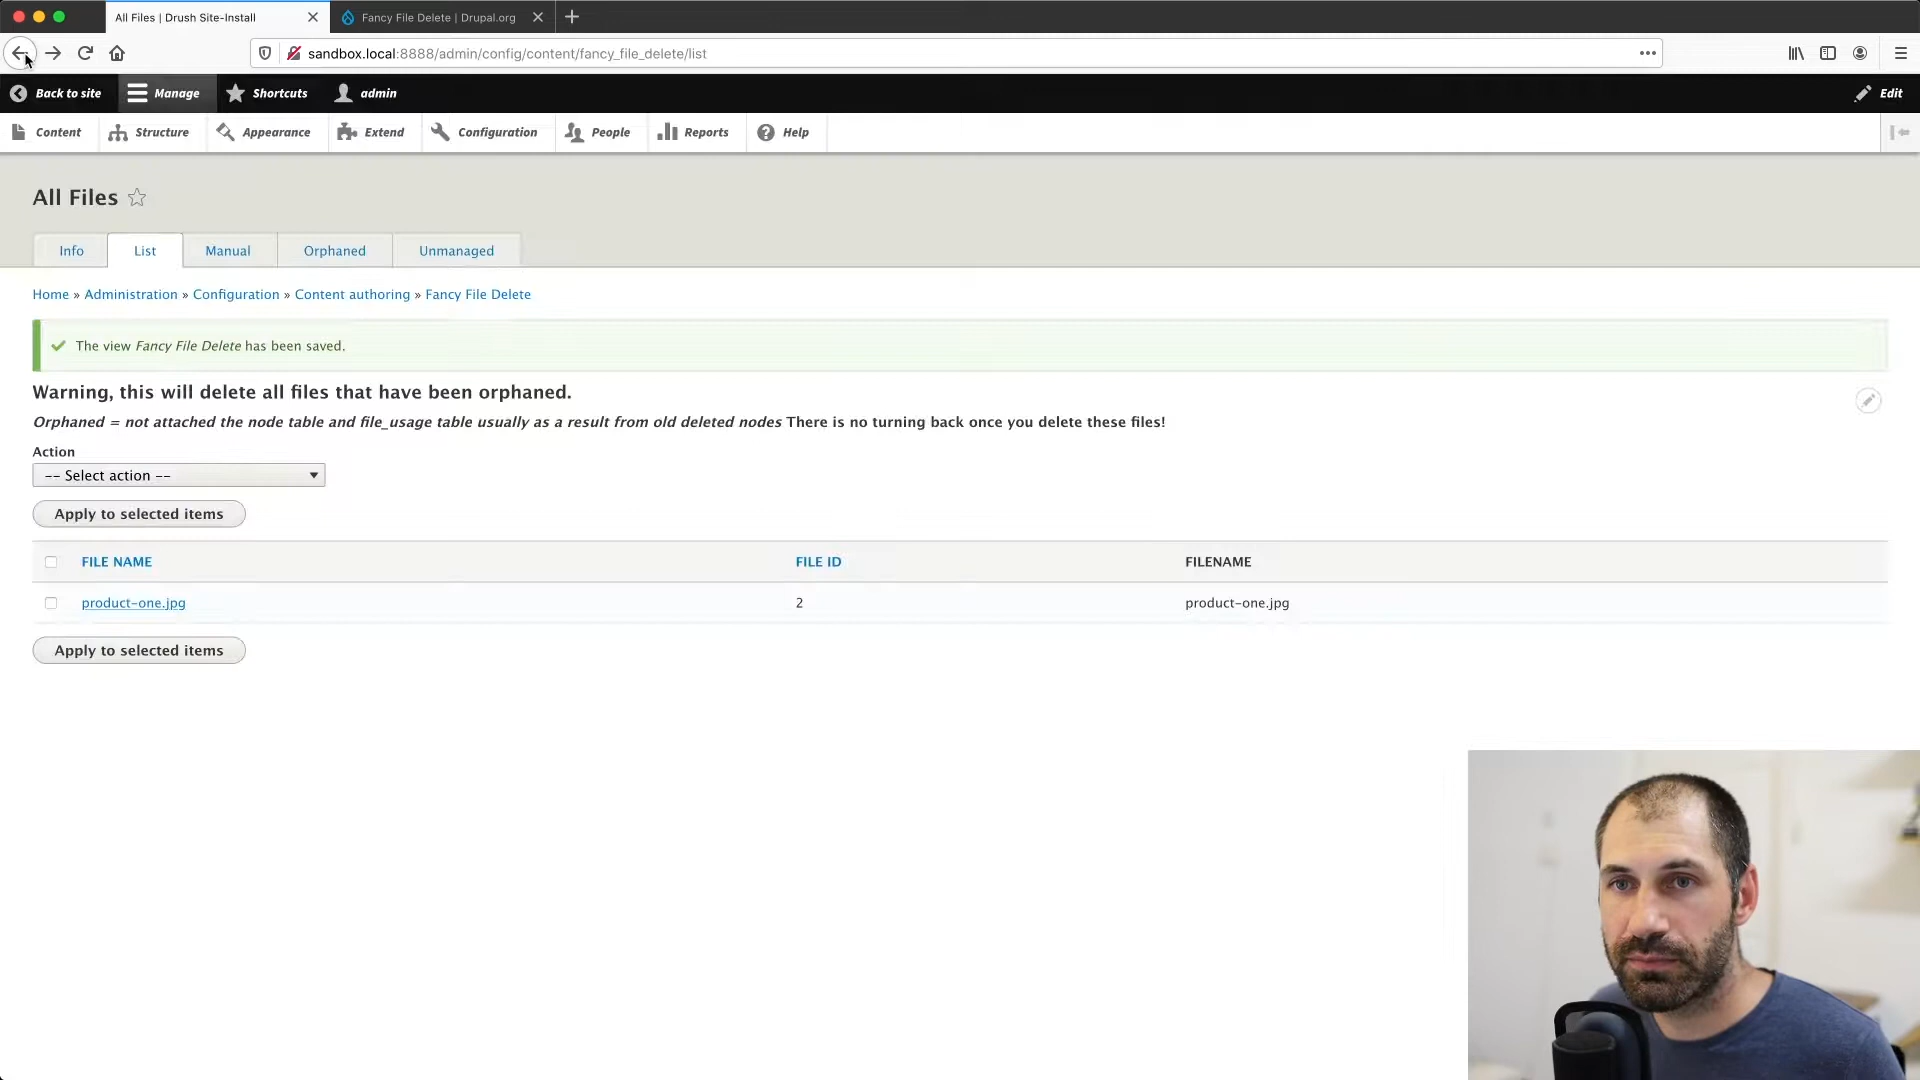 All Files | Drush Site-Install
Fancy File Delete | Drupal.org
sandbox.local:8888/admin/config/content/fancy_file_delete/list
Back to site
Manage
Shortcuts
admin
Edit
Content
Structure
Appearance
Extend
Configuration
People
Reports
Help
All Files
Info
List
Manual
Orphaned
Unmanaged
Home » Administration » Configuration » Content authoring » Fancy File Delete
The view Fancy File Delete has been saved.
Warning, this will delete all files that have been orphaned.
Orphaned = not attached the node table and file_usage table usually as a result from old deleted nodes There is no turning back once you delete these files!
Action
-- Select action --
Apply to selected items
FILE NAME
FILE ID
FILENAME
product-one.jpg
2
product-one.jpg
Apply to selected items